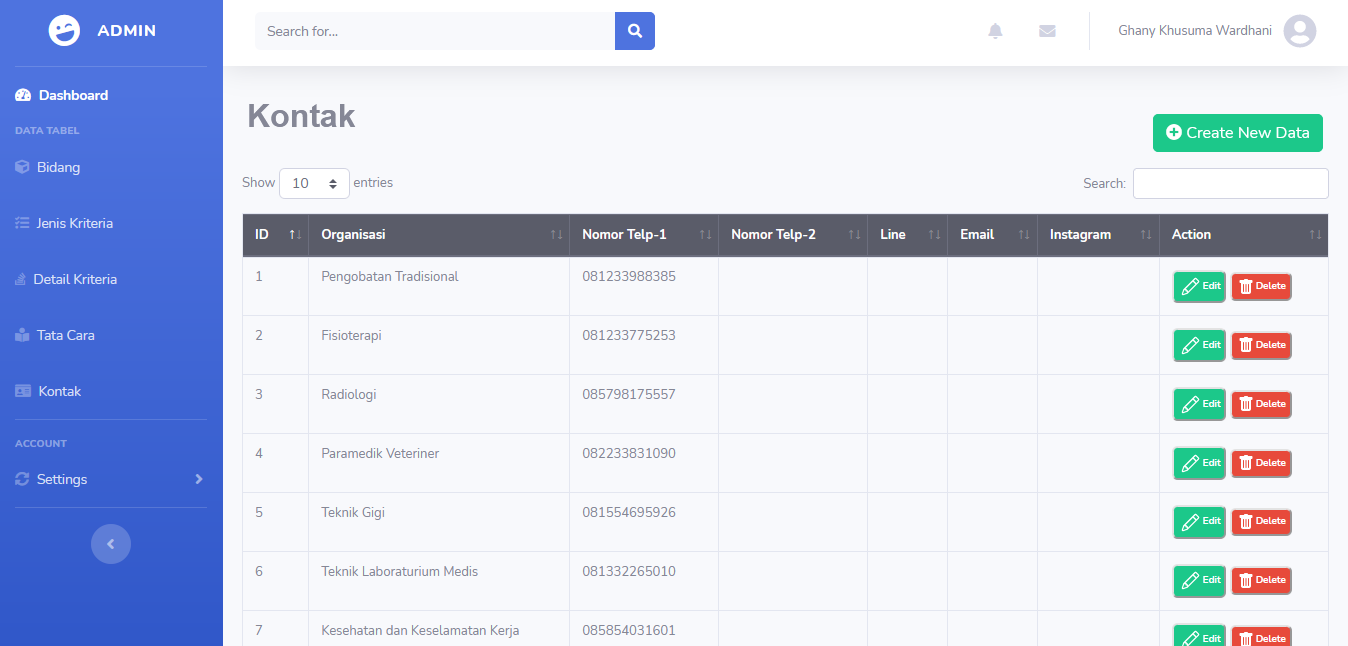 ADMIN
Search for...
Ghany Khusuma Wardhani
Dashboard
DATA TABEL
Bidang
Jenis Kriteria
Detail Kriteria
Tata Cara
Kontak
ACCOUNT
Settings
Kontak
Create New Data
Show 10 entries
Search:
ID Organisasi Nomor Telp-1 Nomor Telp-2 Line Email Instagram Action
1 Pengobatan Tradisional 081233988385 Edit Delete
2 Fisioterapi 081233775253 Edit Delete
3 Radiologi 085798175557 Edit Delete
4 Paramedik Veteriner 082233831090 Edit Delete
5 Teknik Gigi 081554695926 Edit Delete
6 Teknik Laboraturium Medis 081332265010 Edit Delete
7 Kesehatan dan Keselamatan Kerja 085854031601 Edit Delete